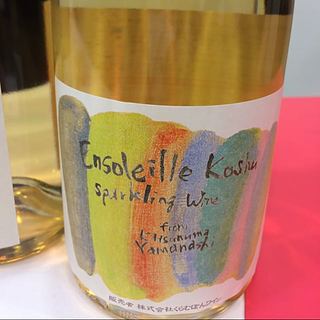 Ensoleille Koshu
Sparkling Wine
from
Katsunuma
Yamanashi
販売者 株式会社くらむぼんワイン